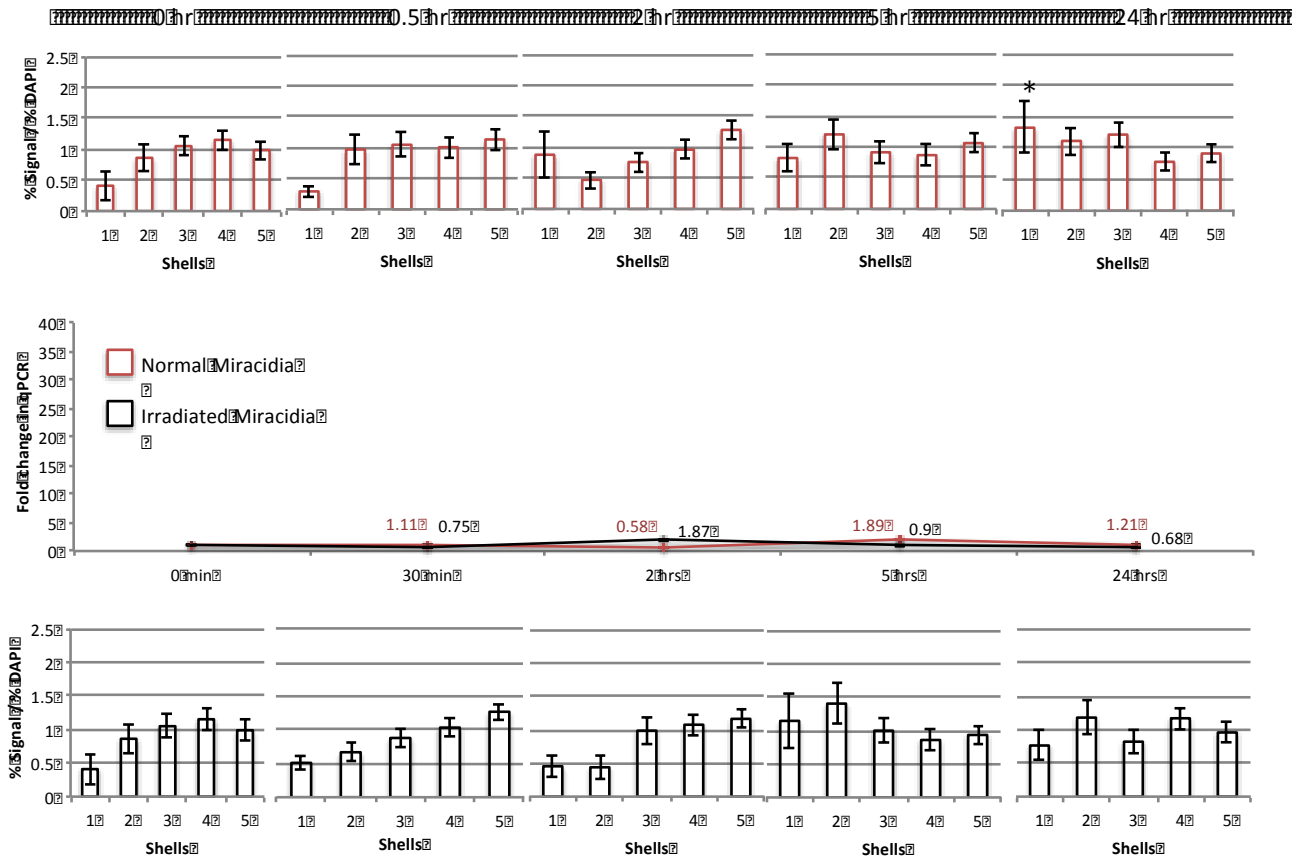 0 hr 0.5 hr 2 hr 5 hr 24 hr
% Signal / % DAPI
2.5
2
1.5
1
0.5
0
*
1 2 3 4 5 1 2 3 4 5 1 2 3 4 5 1 2 3 4 5 1 2 3 4 5
Shells Shells Shells Shells Shells
Fold change in qPCR
40
35
30
25
20
15
10
5
0
Normal Miracidia
Irradiated Miracidia
1.11 0.75 0.58 1.87 1.89 0.9 1.21 0.68
0 min 30 min 2 hrs 5 hrs 24 hrs
% Signal / % DAPI
2.5
2
1.5
1
0.5
0
1 2 3 4 5 1 2 3 4 5 1 2 3 4 5 1 2 3 4 5 1 2 3 4 5
Shells Shells Shells Shells Shells